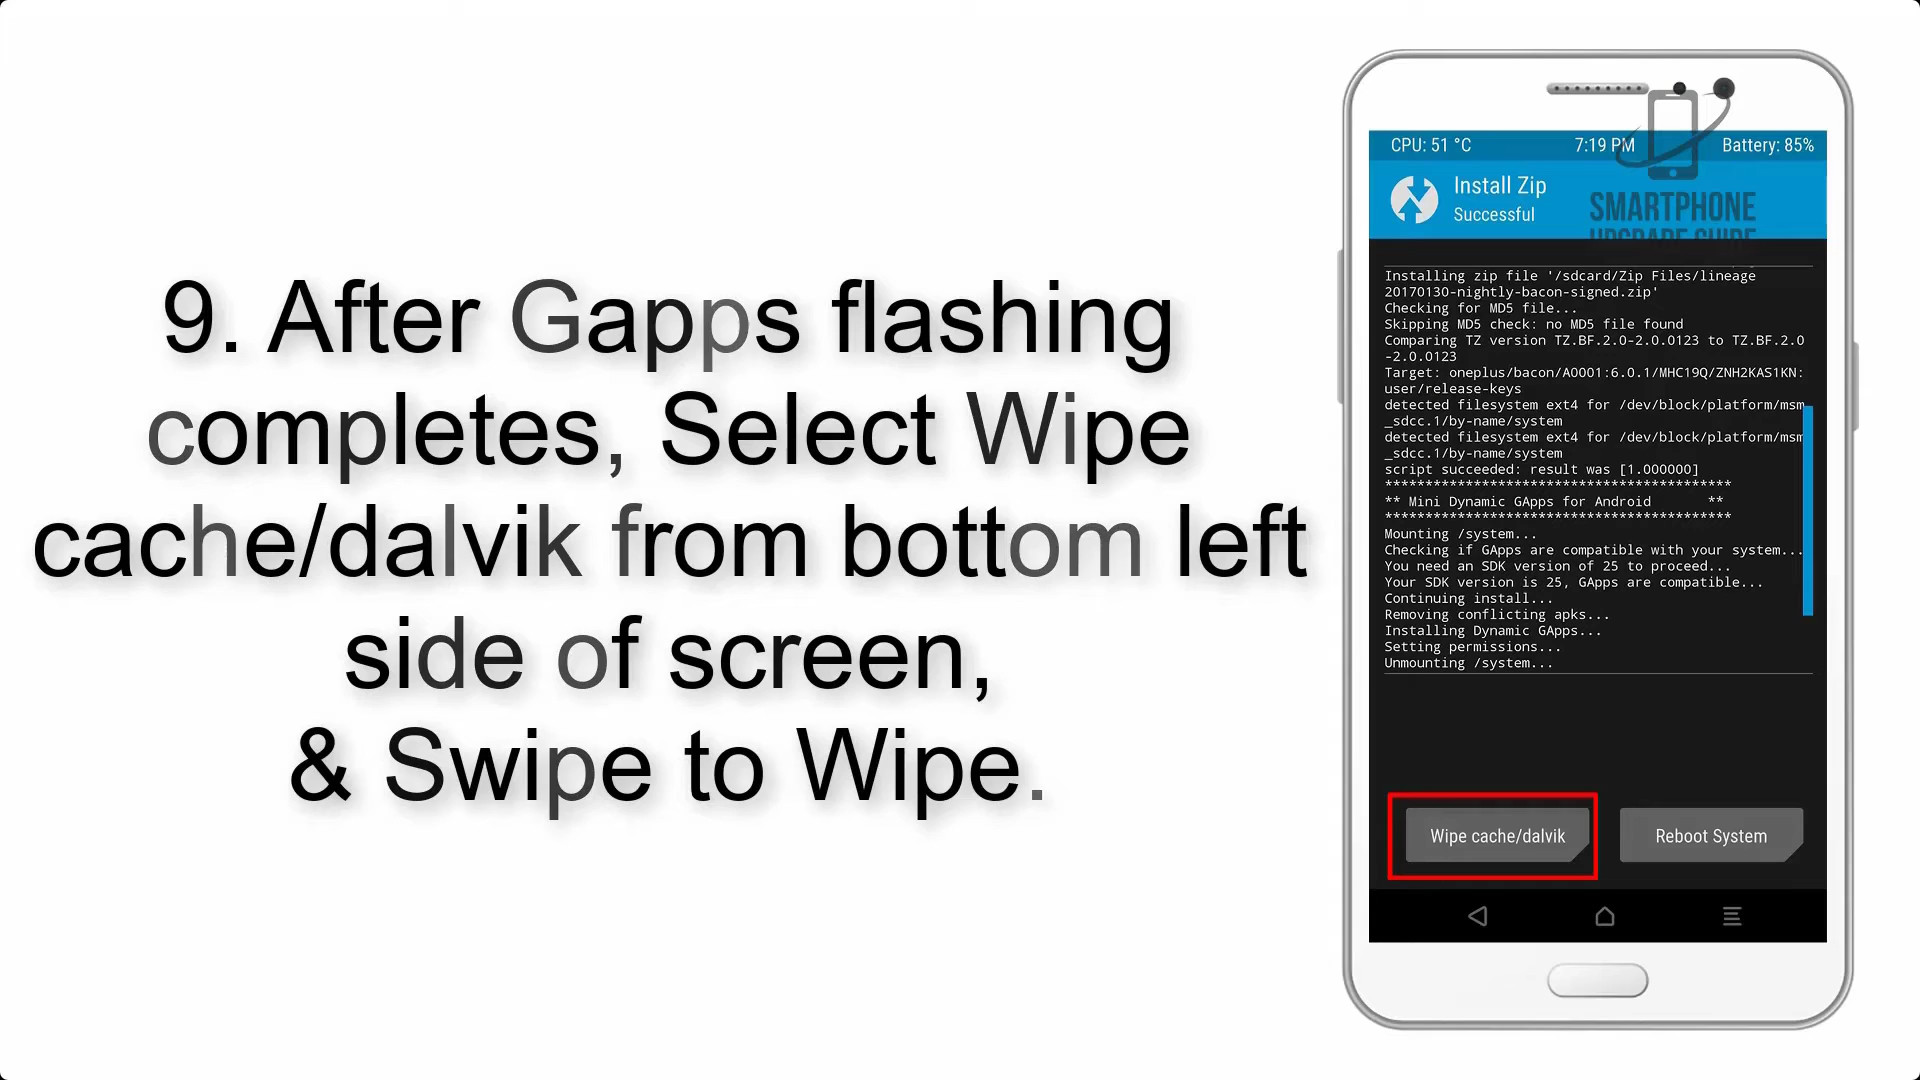 9. After Gapps flashing
completes, Select Wipe
cache/dalvik from bottom left
side of screen,
& Swipe to Wipe.
CPU: 51 °C 7:19 PM Battery: 85%
Install Zip
Successful
SMARTPHONE
UPGRADE GUIDE
Installing zip file '/sdcard/Zip Files/lineage
20170130-nightly-bacon-signed.zip'
Checking for MD5 file...
Skipping MD5 check: no MD5 file found
Comparing TZ version TZ.BF.2.0-2.0.0123 to TZ.BF.2.0
-2.0.0123
Target: oneplus/bacon/A0001:6.0.1/MHC19Q/ZNH2KAS1KN:
user/release-keys
detected filesystem ext4 for /dev/block/platform/msm
_sdcc.1/by-name/system
detected filesystem ext4 for /dev/block/platform/msm
_sdcc.1/by-name/system
script succeeded: result was [1.000000]
*******************************************
** Mini Dynamic GApps for Android       **
*******************************************
Mounting /system...
Checking if GApps are compatible with your system...
You need an SDK version of 25 to proceed...
Your SDK version is 25, GApps are compatible...
Continuing install...
Removing conflicting apks...
Installing Dynamic GApps...
Setting permissions...
Unmounting /system...
Wipe cache/dalvik Reboot System